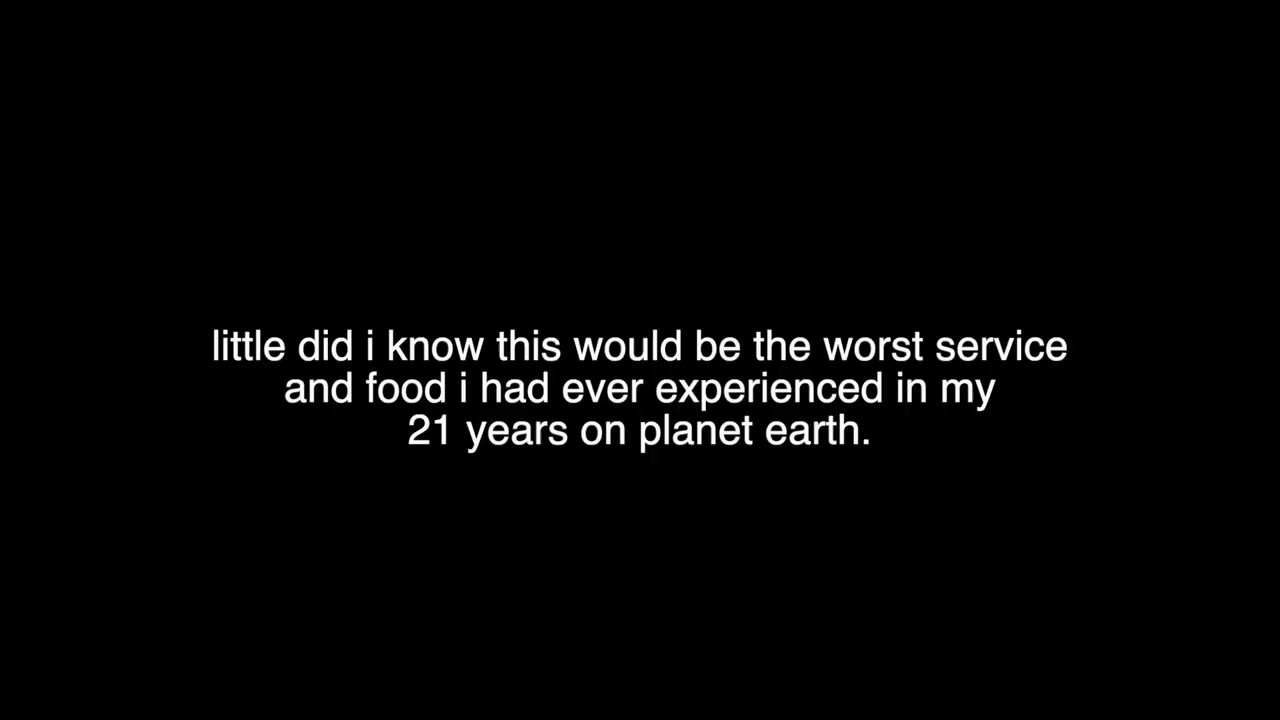 little did i know this would be the worst service
and food i had ever experienced in my
21 years on planet earth.